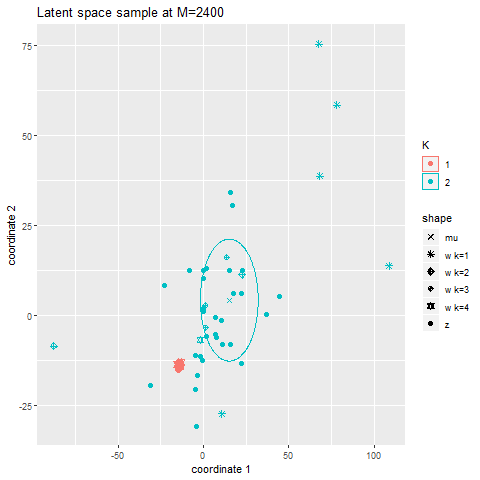 Latent space sample at M=2400
75
50
25
0
-25
coordinate 2
-50
0
50
100
coordinate 1
K
1
2
shape
mu
w k=1
w k=2
w k=3
w k=4
z